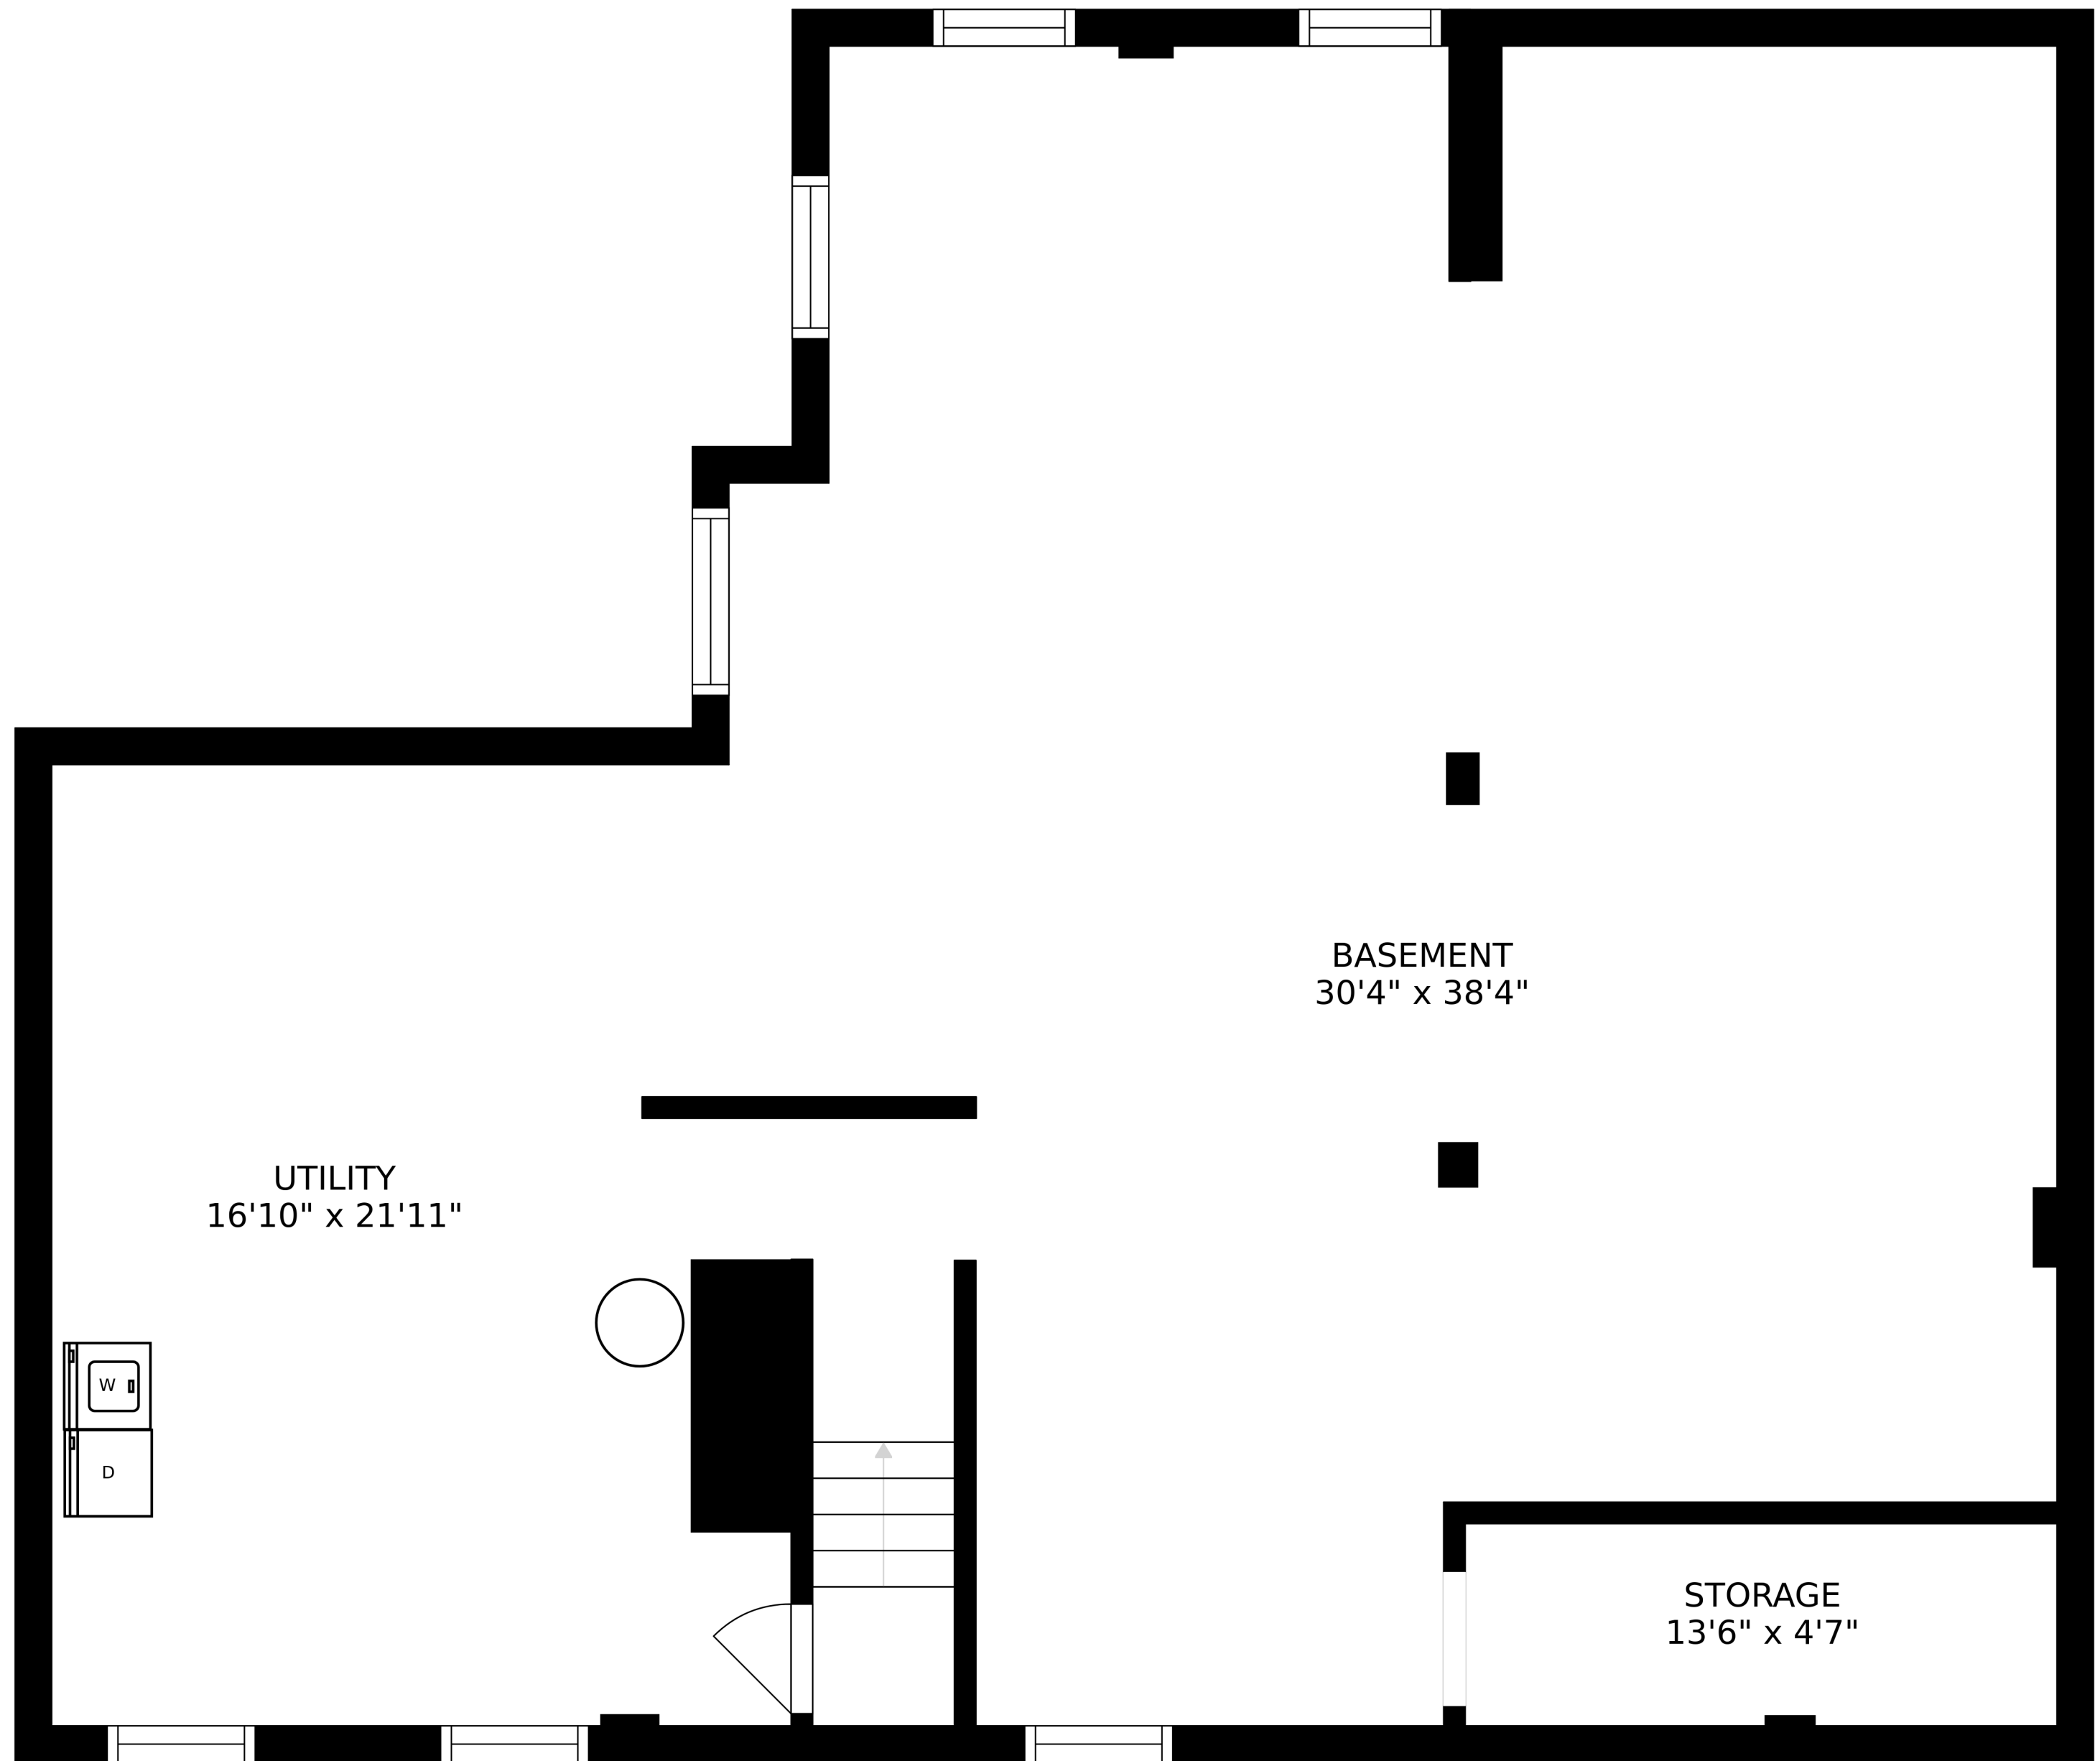 BASEMENT
30'4" x 38'4"
UTILITY
16'10" x 21'11"
W
D
STORAGE
13'6" x 4'7"